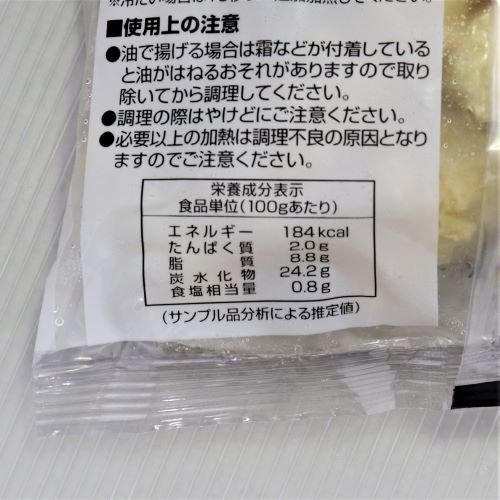 ■使用上の注意
●油で揚げる場合は霜などが付着している
と油がはねるおそれがありますので取り
除いてから調理してください。
●調理の際はやけどにご注意ください。
●必要以上の加熱は調理不良の原因となり
ますのでご注意ください。
栄養成分表示
食品単位(100gあたり)
エネルギー 184kcal
たんぱく質 2.0g
脂質 8.8g
炭水化物 24.2g
食塩相当量 0.8g
(サンプル品分析による推定値)